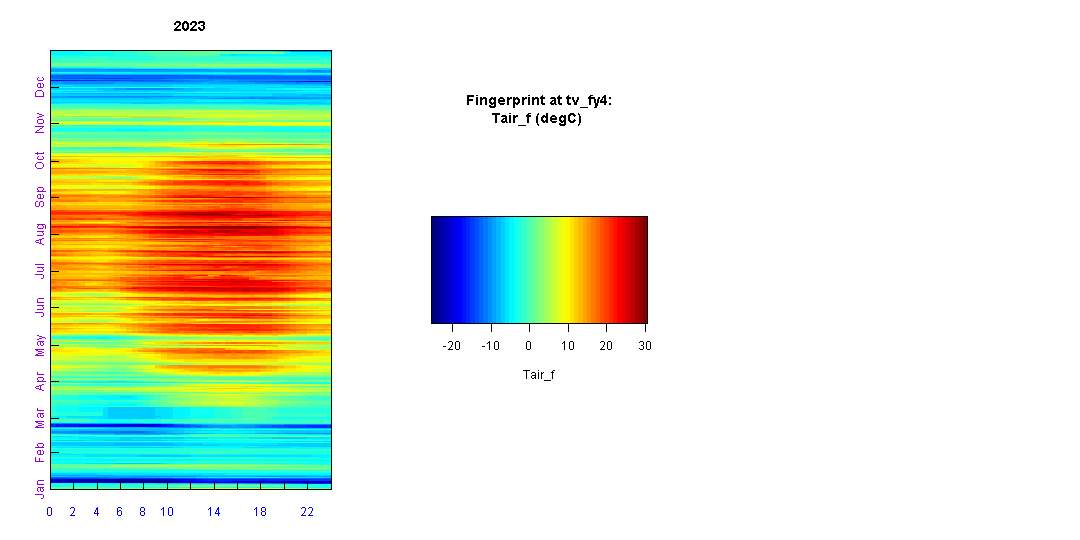 2023
Fingerprint at tv_fy4:
Tair_f (degC)
Dec
Nov
Oct
Sep
Aug
Jul
Jun
May
Apr
Mar
Feb
Jan
0 2 4 6 8 10 14 18 22
-20 -10 0 10 20 30
Tair_f